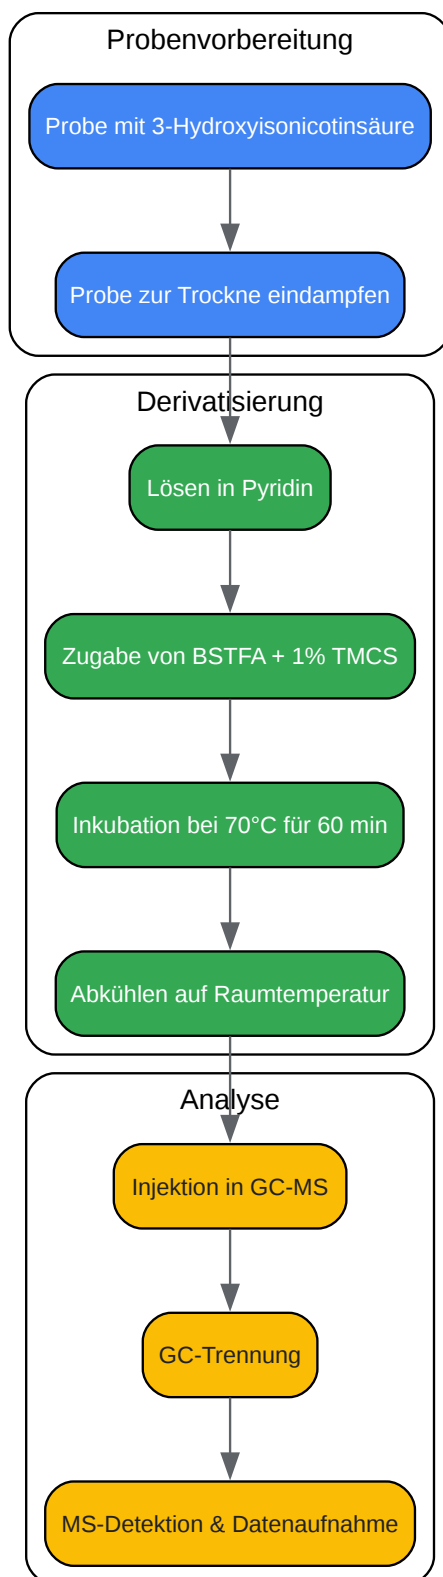 Probenvorbereitung
Probe mit 3-Hydroxyisonicotinsäure
Probe zur Trockne eindampfen
Derivatisierung
Lösen in Pyridin
Zugabe von BSTFA + 1% TMCS
Inkubation bei 70°C für 60 min
Abkühlen auf Raumtemperatur
Analyse
Injektion in GC-MS
GC-Trennung
MS-Detektion & Datenaufnahme